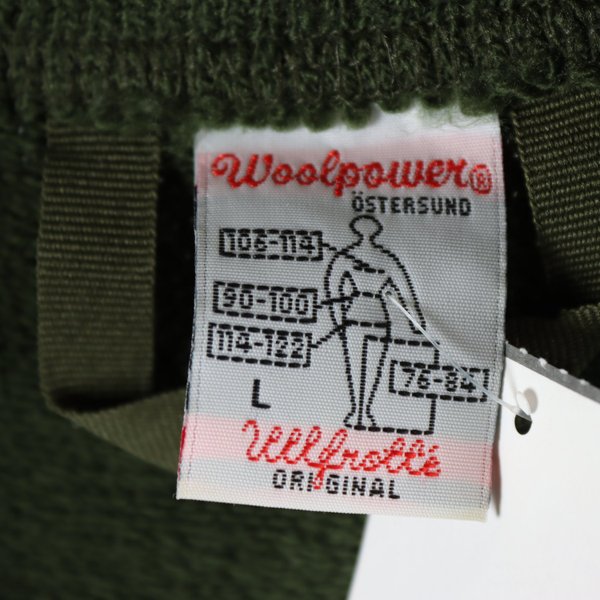 Woolpower®
ÖSTERSUND
106-114
90-100
114-122
76-84
L
Ullfrotté
ORIGINAL